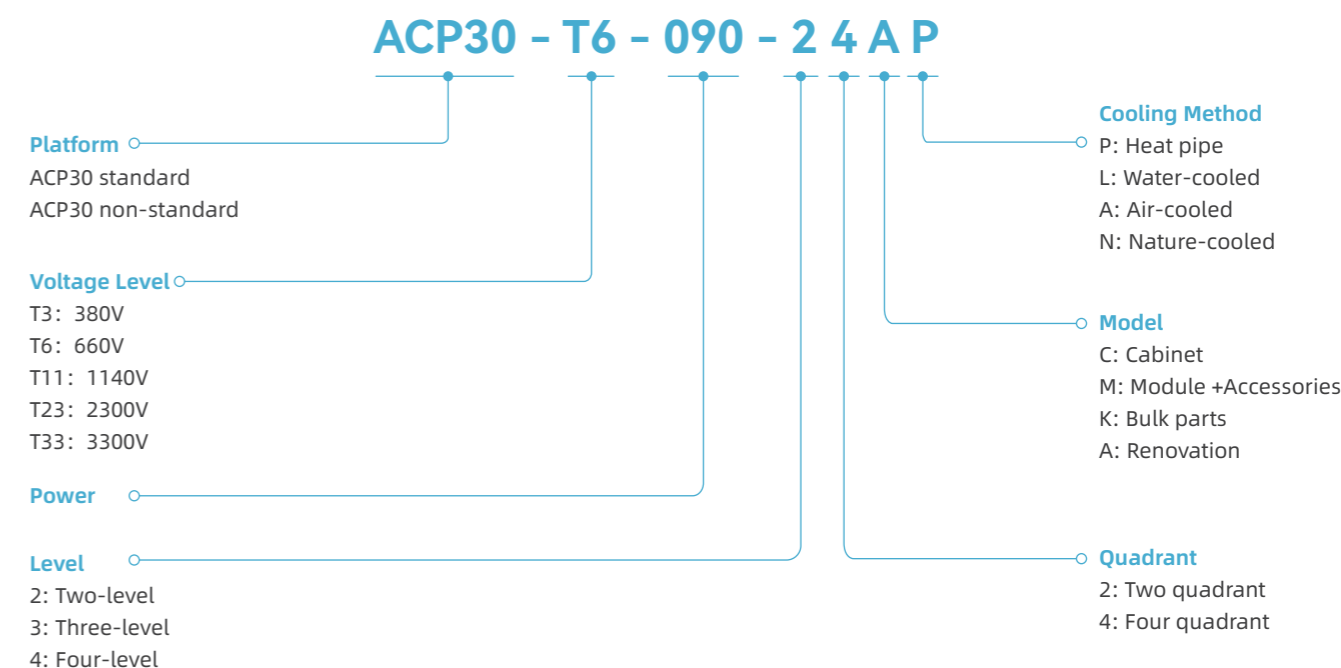 ACP30 – T6 – 090 – 2 4 A P
Platform
ACP30 standard
ACP30 non-standard
Voltage Level
T3: 380V
T6: 660V
T11: 1140V
T23: 2300V
T33: 3300V
Power
Level
2: Two-level
3: Three-level
4: Four-level
Cooling Method
P: Heat pipe
L: Water-cooled
A: Air-cooled
N: Nature-cooled
Model
C: Cabinet
M: Module +Accessories
K: Bulk parts
A: Renovation
Quadrant
2: Two quadrant
4: Four quadrant